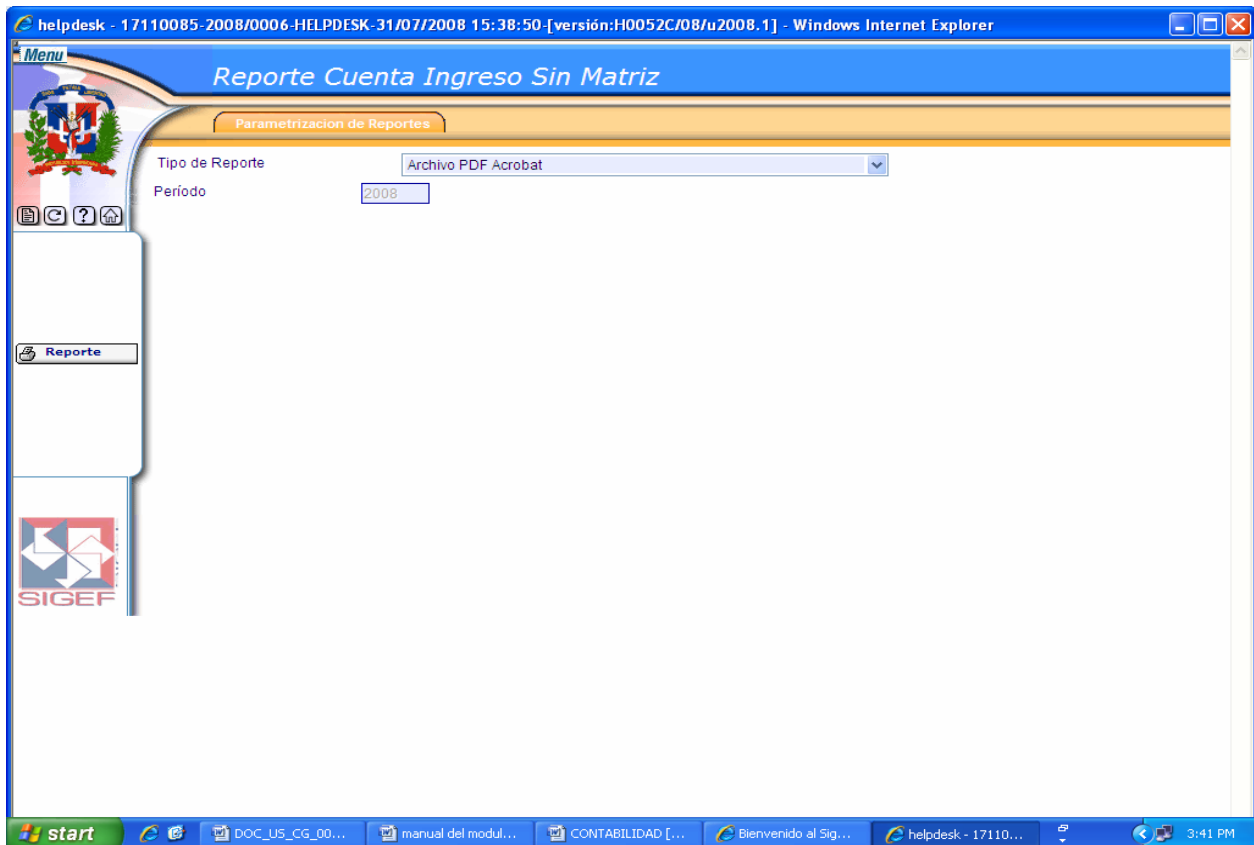 helpdesk - 17110085-2008/0006-HELPDESK-31/07/2008 15:38:50-[versión:H0052C/08/u2008.1] - Windows Internet Explorer
Menu
Reporte Cuenta Ingreso Sin Matriz
Parametrizacion de Reportes
Tipo de Reporte Archivo PDF Acrobat
Período 2008
Reporte
SIGEF
start DOC_US_CG_00... manual del modul... CONTABILIDAD [... Bienvenido al Sig... helpdesk - 17110... 3:41 PM